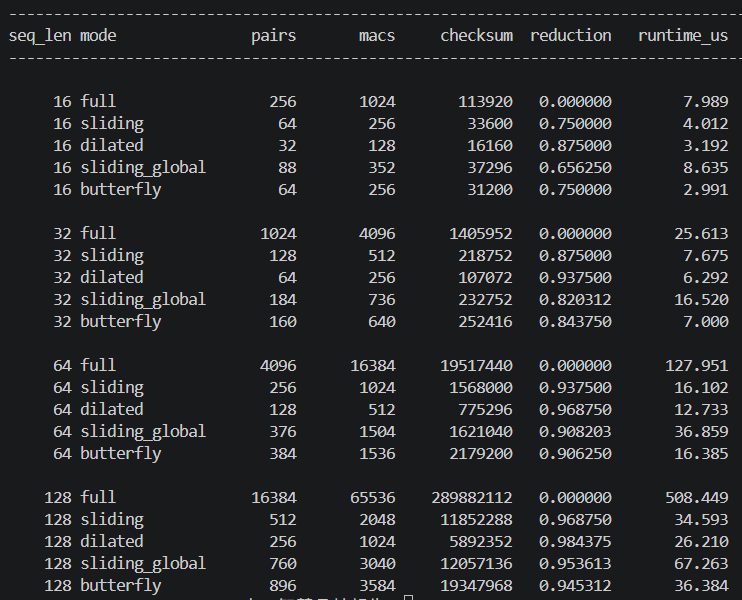 seq_len mode pairs macs checksum reduction runtime_us
16 full 256 1024 113920 0.000000 7.989
16 sliding 64 256 33600 0.750000 4.012
16 dilated 32 128 16160 0.875000 3.192
16 sliding_global 88 352 37296 0.656250 8.635
16 butterfly 64 256 31200 0.750000 2.991
32 full 1024 4096 1405952 0.000000 25.613
32 sliding 128 512 218752 0.875000 7.675
32 dilated 64 256 107072 0.937500 6.292
32 sliding_global 184 736 232752 0.820312 16.520
32 butterfly 160 640 252416 0.843750 7.000
64 full 4096 16384 19517440 0.000000 127.951
64 sliding 256 1024 1568000 0.937500 16.102
64 dilated 128 512 775296 0.968750 12.733
64 sliding_global 376 1504 1621040 0.908203 36.859
64 butterfly 384 1536 2179200 0.906250 16.385
128 full 16384 65536 289882112 0.000000 508.449
128 sliding 512 2048 11852288 0.968750 34.593
128 dilated 256 1024 5892352 0.984375 26.210
128 sliding_global 760 3040 12057136 0.953613 67.263
128 butterfly 896 3584 19347968 0.945312 36.384